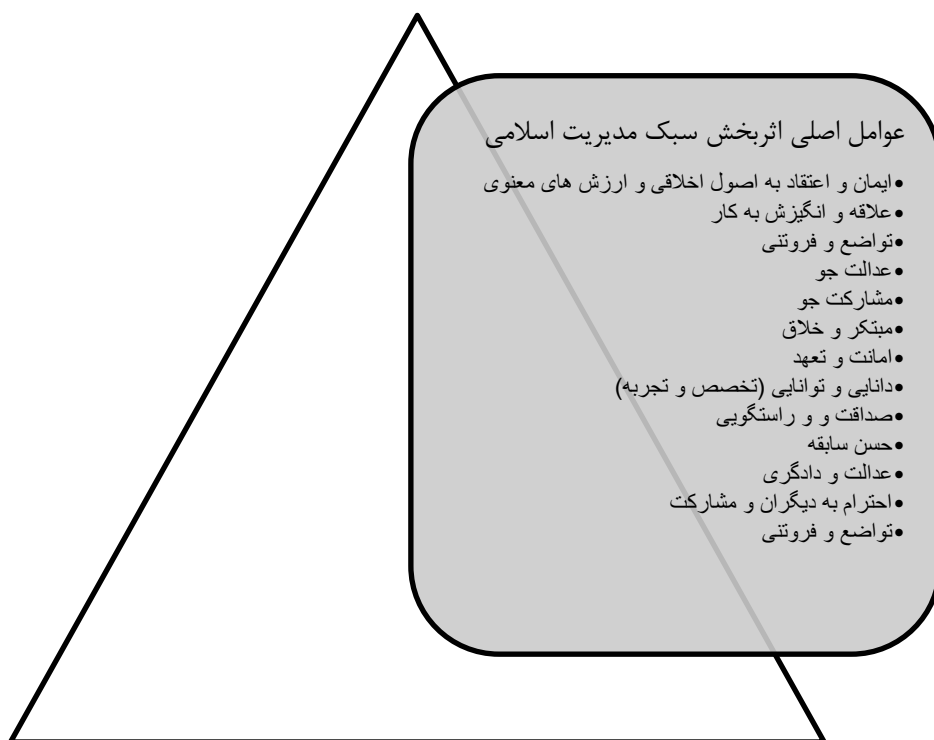 عوامل اصلی اثربخش سبک مدیریت اسلامی
•ایمان و اعتقاد به اصول اخلاقی و ارزش های معنوی
•علاقه و انگیزش به کار
•تواضع و فروتنی
•عدالت جو
•مشارکت جو
•مبتکر و خلاق
•امانت و تعهد
•دانایی و توانایی (تخصص و تجربه)
•صداقت و و راستگویی
•حسن سابقه
•عدالت و دادگری
•احترام به دیگران و مشارکت
•تواضع و فروتنی